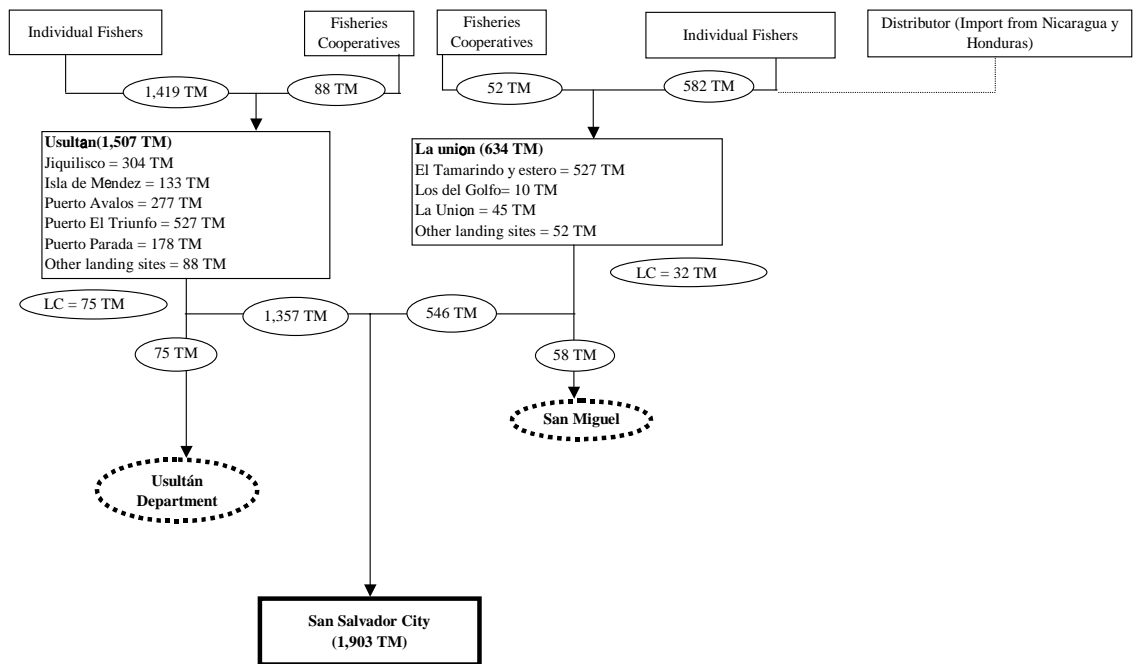 Individual Fishers
Fisheries
Cooperatives
Fisheries
Cooperatives
Individual Fishers
Distributor (Import from Nicaragua y
Honduras)
1,419 TM
88 TM
52 TM
582 TM
Usultan(1,507 TM)
Jiquilisco = 304 TM
Isla de Mendez = 133 TM
Puerto Avalos = 277 TM
Puerto El Triunfo = 527 TM
Puerto Parada = 178 TM
Other landing sites = 88 TM
La union (634 TM)
El Tamarindo y estero = 527 TM
Los del Golfo= 10 TM
La Union = 45 TM
Other landing sites = 52 TM
LC = 75 TM
LC = 32 TM
1,357 TM
546 TM
75 TM
58 TM
San Miguel
Usultán
Department
San Salvador City
(1,903 TM)